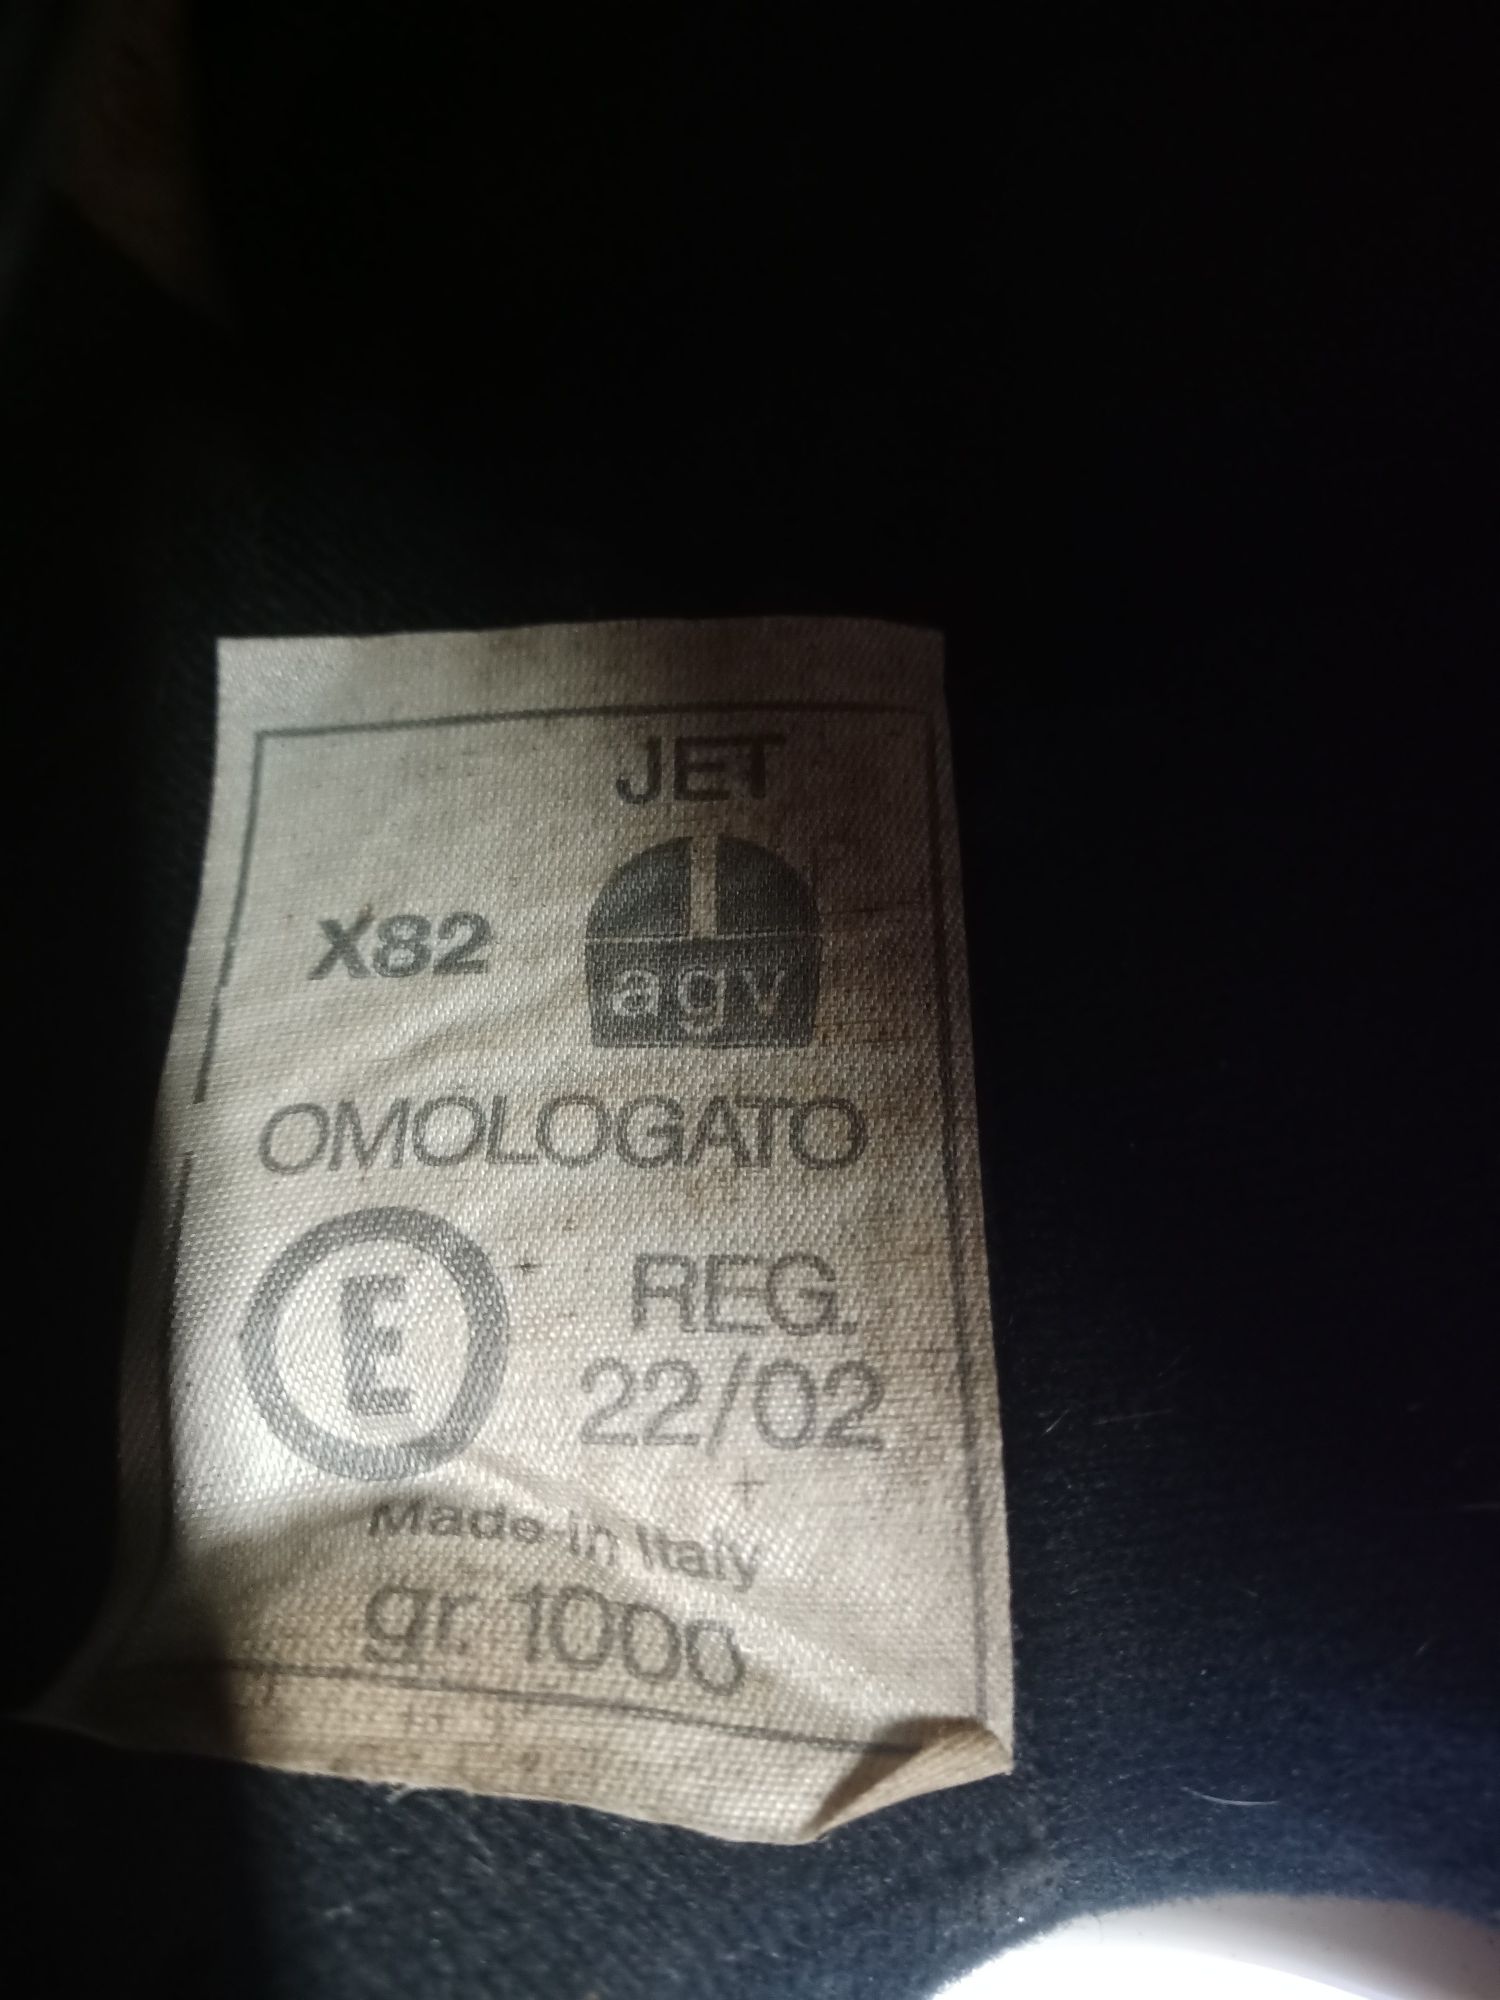 JET
X82
agv
OMOLOGATO
E
REG.
22/02
Made in Italy
gr. 1000